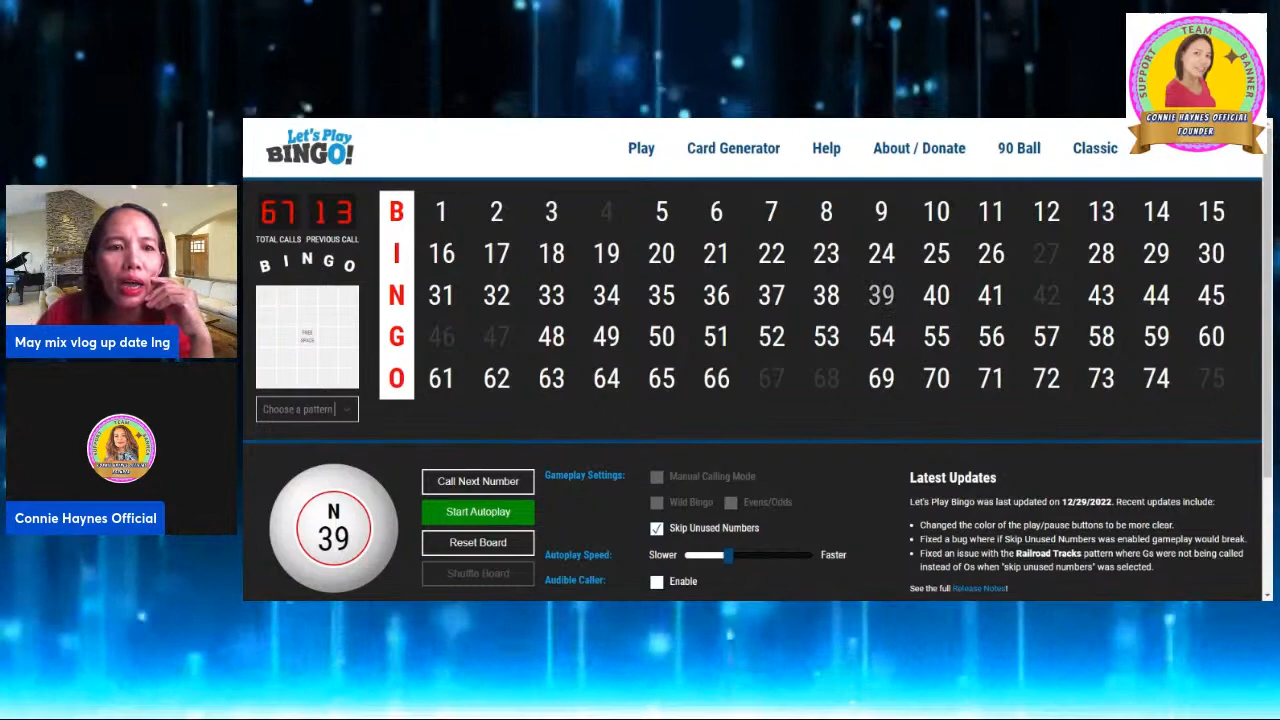 SUPPORT TEAM BANNER
CONNIE HAYNES OFFICIAL
FOUNDER
Let's Play
BINGO!
Play Card Generator Help About / Donate 90 Ball Classic
67 13
TOTAL CALLS PREVIOUS CALL
B I N G O
FREE
SPACE
Choose a pattern
B 1 2 3 4 5 6 7 8 9 10 11 12 13 14 15
I 16 17 18 19 20 21 22 23 24 25 26 27 28 29 30
N 31 32 33 34 35 36 37 38 39 40 41 42 43 44 45
G 46 47 48 49 50 51 52 53 54 55 56 57 58 59 60
O 61 62 63 64 65 66 67 68 69 70 71 72 73 74 75
May mix vlog up date lng
Connie Haynes Official
N
39
Call Next Number
Start Autoplay
Reset Board
Shuffle Board
Gameplay Settings:
Manual Calling Mode
Wild Bingo Evens/Odds
Skip Unused Numbers
Autoplay Speed: Slower Faster
Audible Caller: Enable
Latest Updates
Let's Play Bingo was last updated on 12/29/2022. Recent updates include:
Changed the color of the play/pause buttons to be more clear.
Fixed a bug where if Skip Unused Numbers was enabled gameplay would break.
Fixed an issue with the Railroad Tracks pattern where Gs were not being called
instead of Os when "skip unused numbers" was selected.
See the full Release Notes!